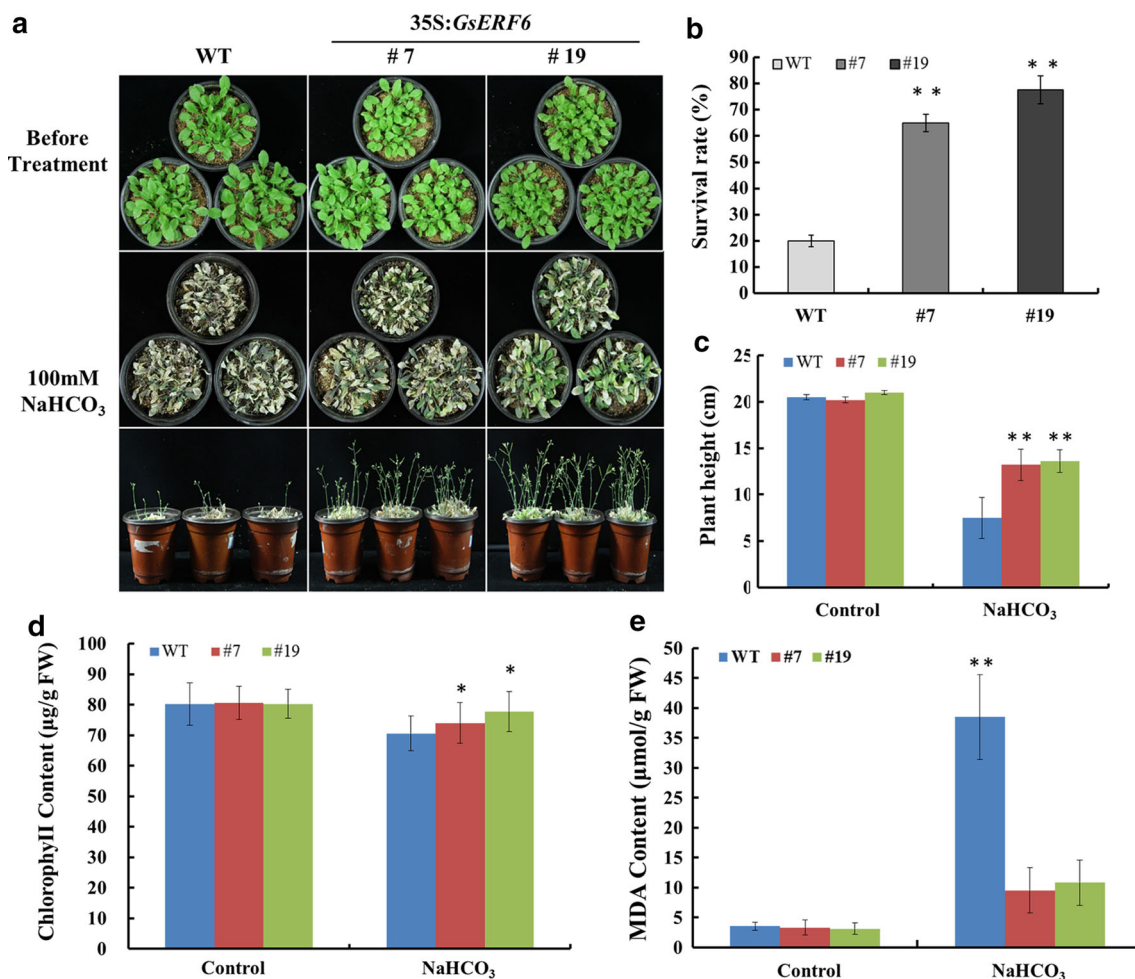 a
35S:GsERF6
WT
# 7
# 19
Before
Treatment
100mM
NaHCO₃
b
WT #7 #19
* *
* *
Survival rate (%)
90
80
70
60
50
40
30
20
10
0
WT #7 #19
c
WT #7 #19
** **
Plant height (cm)
25
20
15
10
5
0
Control NaHCO₃
d
WT #7 #19
*
*
ChlorophyII Content (μg/g FW)
100
90
80
70
60
50
40
30
20
10
0
Control NaHCO₃
e
WT #7 #19
**
MDA Content (μmol/g FW)
50
45
40
35
30
25
20
15
10
5
0
Control NaHCO₃